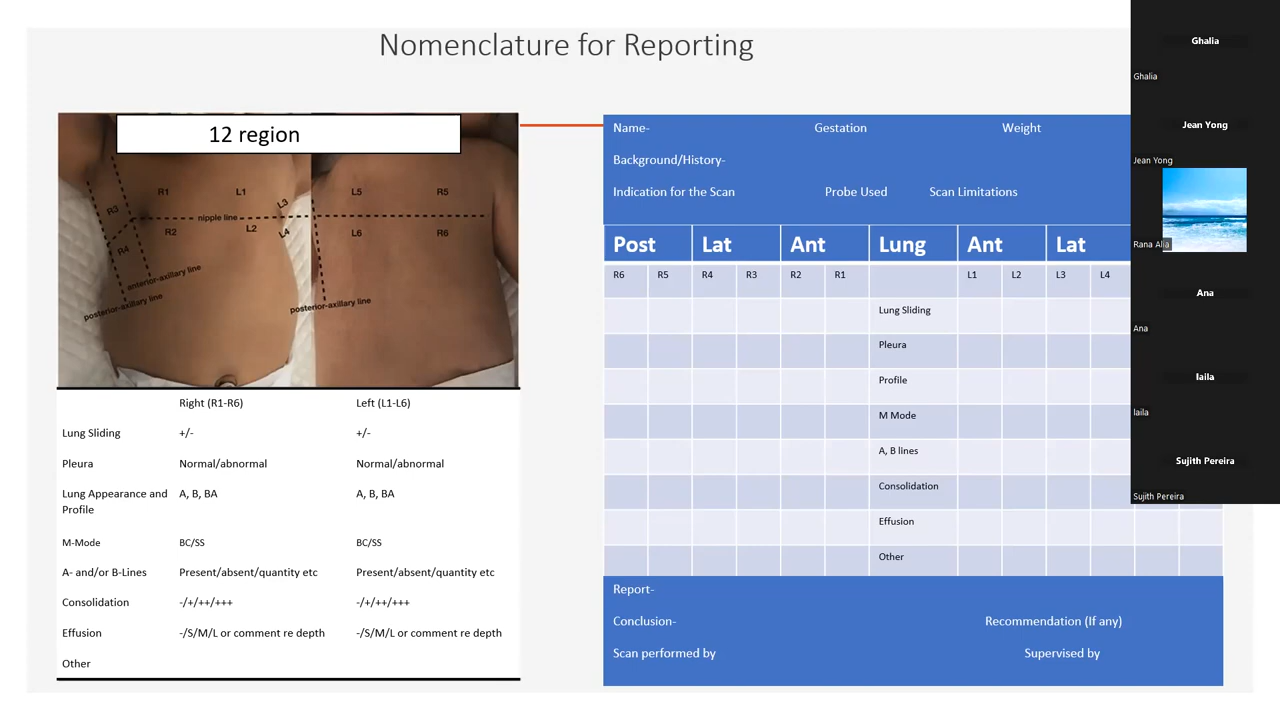 Nomenclature for Reporting
12 region
R1 L1 L3 L5 R5
R3
nipple line
R2 L2 L4 L6 R6
R4
anterior-axillary line
posterior-axillary line
posterior-axillary line
Right (R1-R6) Left (L1-L6)
Lung Sliding +/- +/-
Pleura Normal/abnormal Normal/abnormal
Lung Appearance and A, B, BA A, B, BA
Profile
M-Mode BC/SS BC/SS
A- and/or B-Lines Present/absent/quantity etc Present/absent/quantity etc
Consolidation -/+/++/+++ -/+/++/+++
Effusion -/S/M/L or comment re depth -/S/M/L or comment re depth
Other
Name- Gestation Weight
Background/History-
Indication for the Scan Probe Used Scan Limitations
Post Lat Ant Lung Ant Lat
R6 R5 R4 R3 R2 R1 L1 L2 L3 L4
Lung Sliding
Pleura
Profile
M Mode
A, B lines
Consolidation
Effusion
Other
Report-
Conclusion- Recommendation (If any)
Scan performed by Supervised by
Ghalia
Ghalia
Jean Yong
Jean Yong
Rana Alia
Ana
Ana
laila
laila
Sujith Pereira
Sujith Pereira